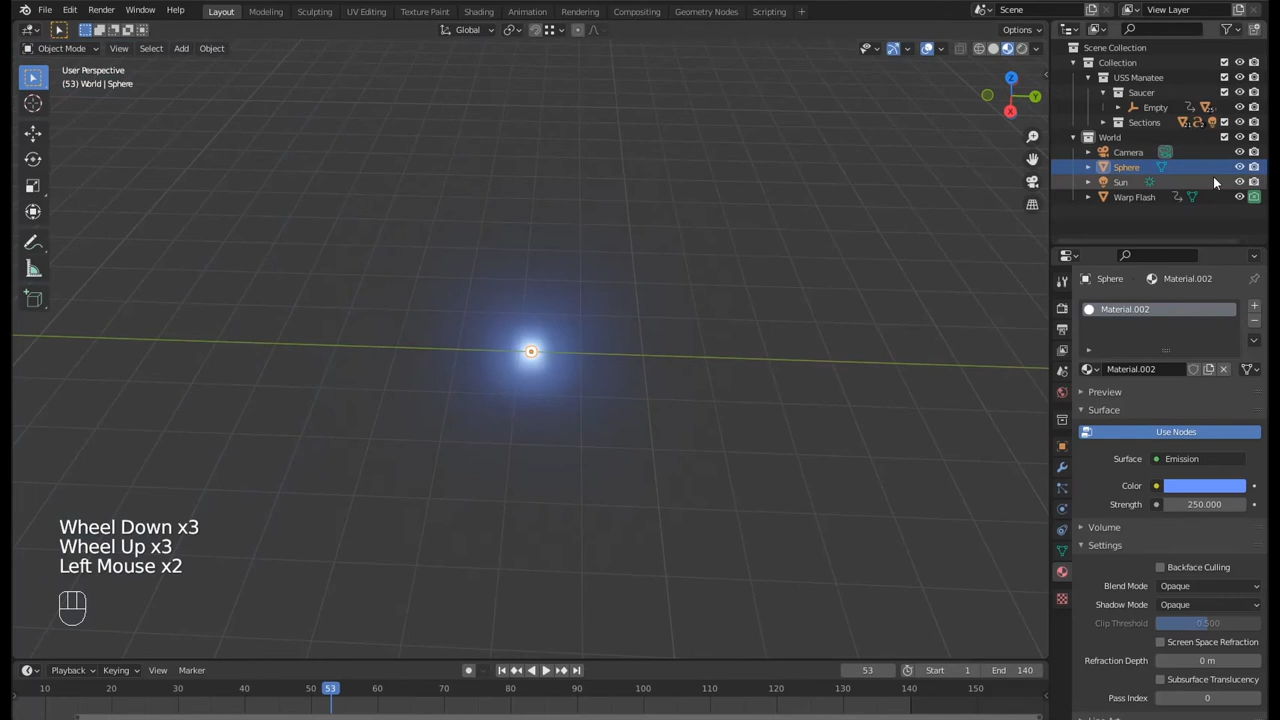 File Edit Render Window Help Layout Modeling Sculpting UV Editing Texture Paint Shading Animation Rendering Compositing Geometry Nodes Scripting + Scene View Layer
Global Options
Object Mode View Select Add Object
User Perspective
(53) World | Sphere
Z
Y
X
Scene Collection
Collection
USS Manatee
Saucer
Empty
Sections
World
Camera
Sphere
Sun
Warp Flash
Sphere Material.002
Material.002
Material.002
Preview
Surface
Use Nodes
Surface Emission
Color
Strength 250.000
Volume
Settings
Backface Culling
Blend Mode Opaque
Shadow Mode Opaque
Clip Threshold 0.500
Screen Space Refraction
Refraction Depth 0 m
Subsurface Translucency
Pass Index 0
Wheel Down x3
Wheel Up x3
Left Mouse x2
Playback Keying View Marker 53 Start 1 End 140
10 20 30 40 53 60 70 80 90 100 110 120 130 140 150